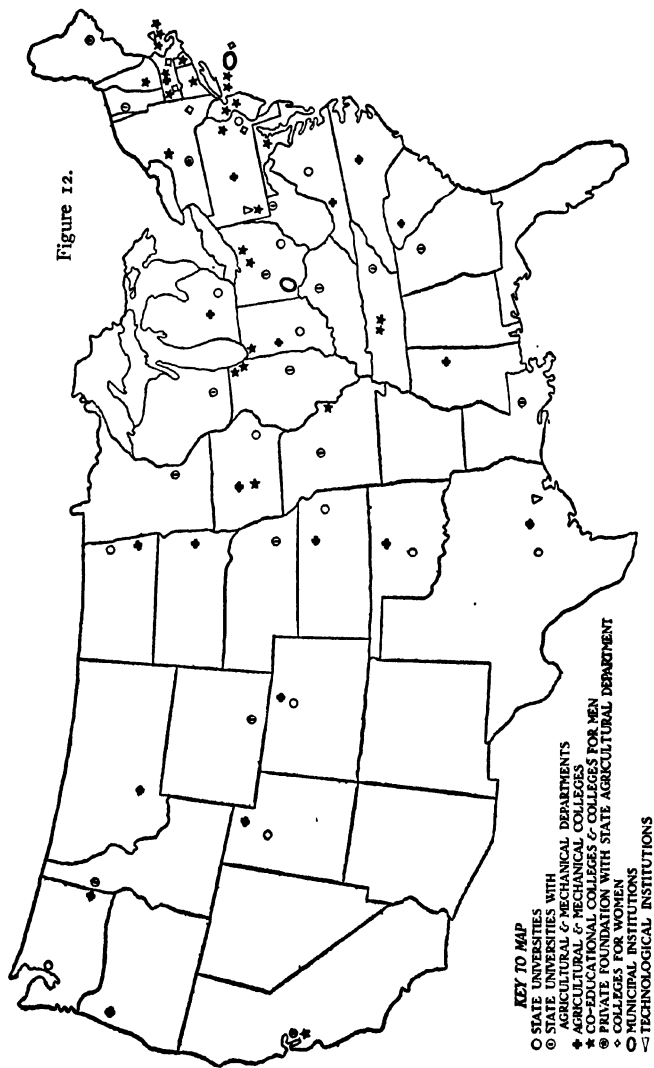 Figure 12.
KEY TO MAP
STATE UNIVERSITIES
STATE UNIVERSITIES WITH
AGRICULTURAL & MECHANICAL DEPARTMENTS
AGRICULTURAL & MECHANICAL COLLEGES
CO-EDUCATIONAL COLLEGES & COLLEGES FOR MEN
PRIVATE FOUNDATION WITH STATE AGRICULTURAL DEPARTMENT
COLLEGES FOR WOMEN
MUNICIPAL INSTITUTIONS
TECHNOLOGICAL INSTITUTIONS